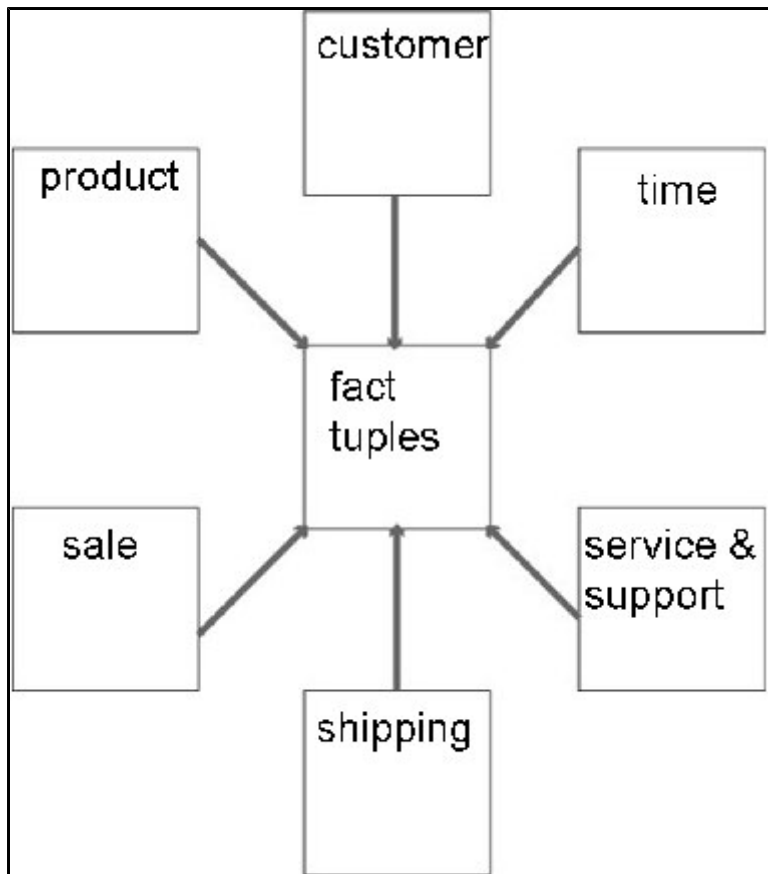 customer
product
time
fact
tuples
sale
service &
support
shipping